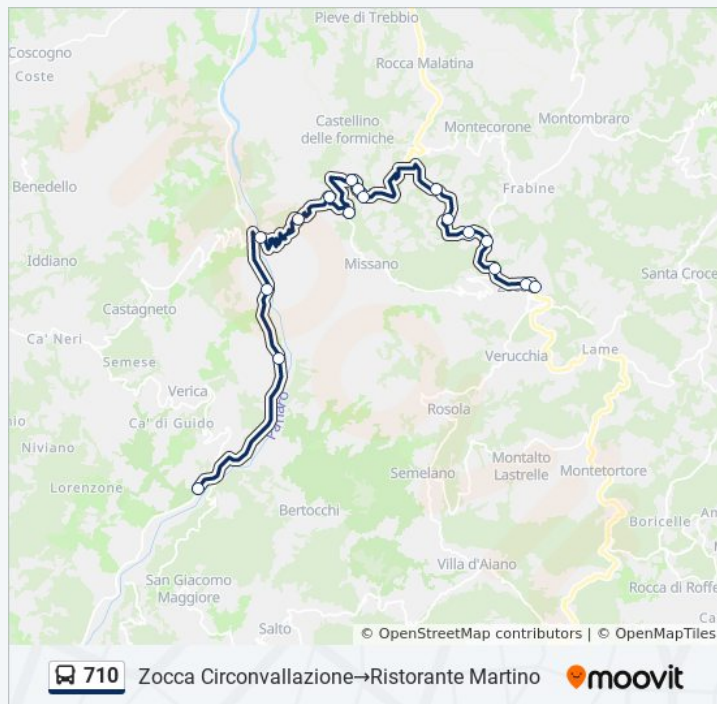 Pieve di Trebbio
Coscogno
Coste
Rocca Malatina
Castellino
delle formiche
Montombraro
Montecorone
Benedello
Frabine
Iddiano
Missano
Santa Croce
Castagneto
Ca' Neri
Semese
Verucchia
Lame
Verica
Panaro
Rosola
Ca' di Guido
Niviano
Montalto
Lastrelle
Semelano
Montetortore
Lorenzone
Bertocchi
Boricelle
Villa d'Aiano
San Giacomo
Maggiore
Rocca di Roffe
Salto
© OpenStreetMap contributors | © OpenMapTiles
710 Zocca Circonvallazione→Ristorante Martino moovit